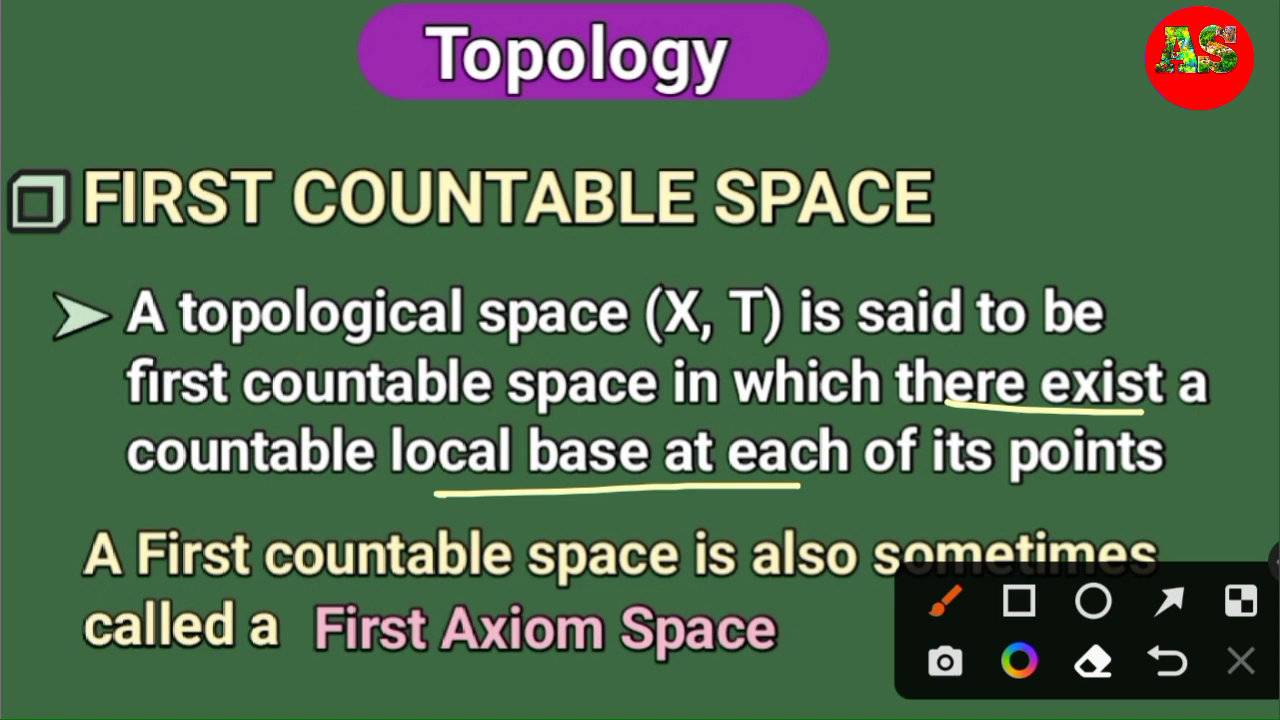 Topology
AS
FIRST COUNTABLE SPACE
A topological space (X, T) is said to be
first countable space in which there exist a
countable local base at each of its points
A First countable space is also sometimes
called a First Axiom Space